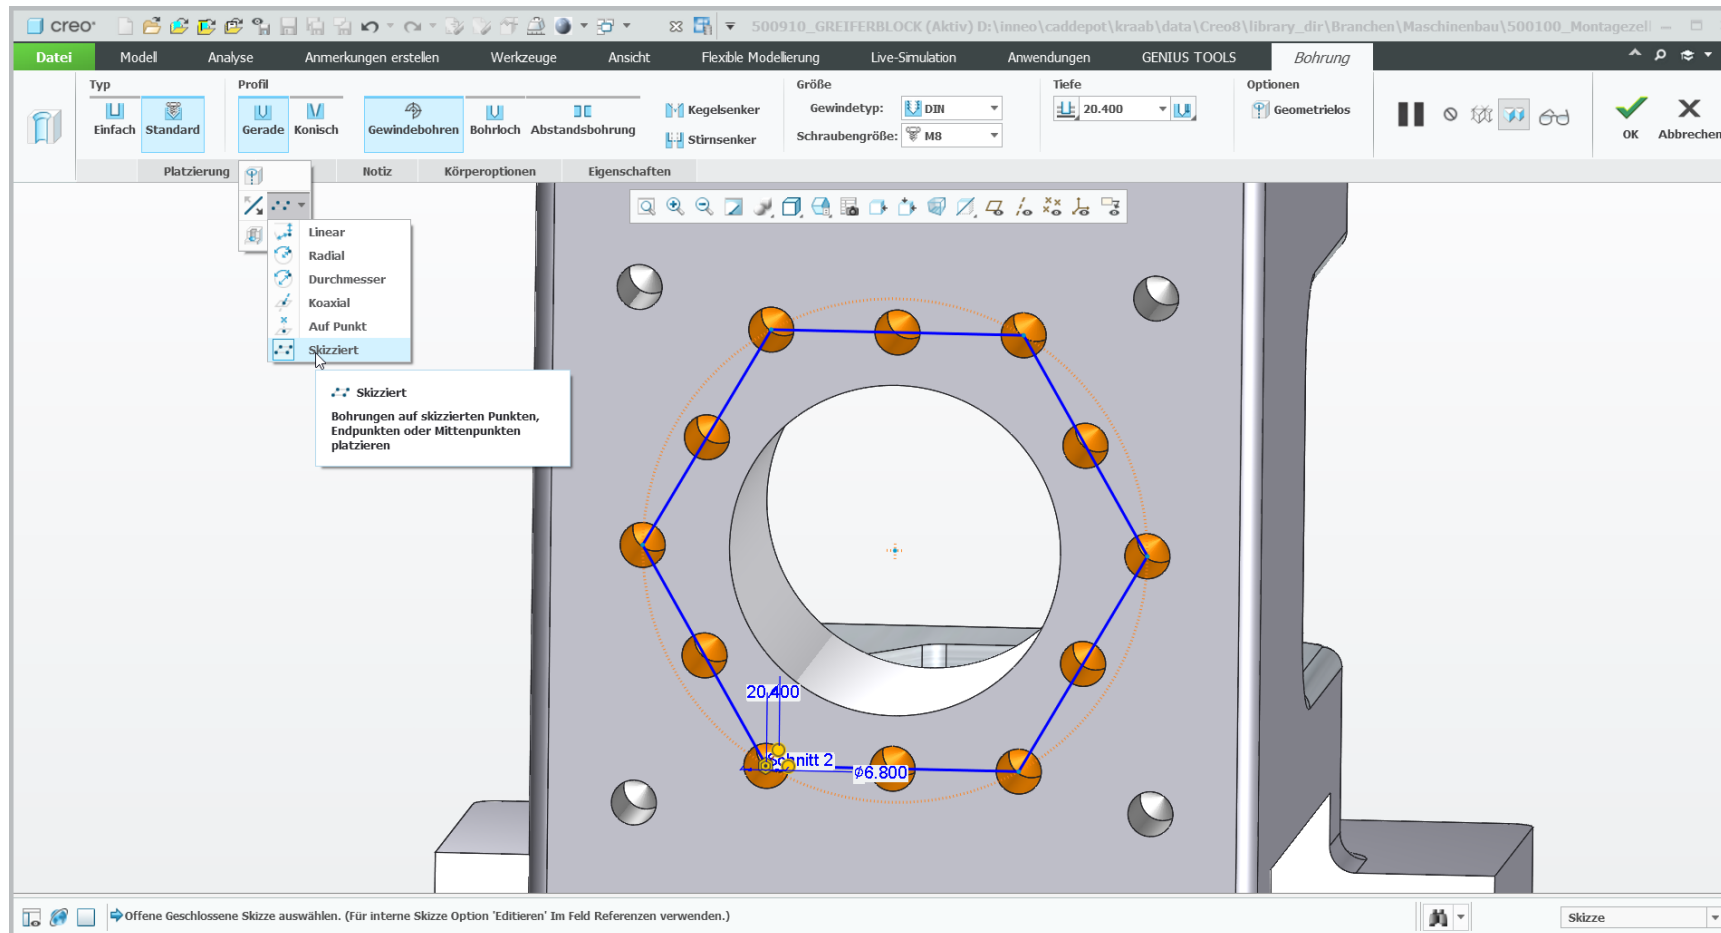 creo®
500910_GREIFERBLOCK (Aktiv) D:\inneo\caddepot\kraab\data\Creo8\library_dir\Branchen\Maschinenbau\500100_Montagezell
Datei Modell Analyse Anmerkungen erstellen Werkzeuge Ansicht Flexible Modellierung Live-Simulation Anwendungen GENIUS TOOLS Bohrung
Typ Profil Größe Tiefe Optionen
Einfach Standard Gerade Konisch Gewindebohren Bohrloch Abstandsbohrung
Kegelsenker
Stirnsenker
Gewindetyp: DIN
Schraubengröße: M8
20.400
Geometrielos
OK Abbrechen
Platzierung Notiz Körperoptionen Eigenschaften
Linear
Radial
Durchmesser
Koaxial
Auf Punkt
Skizziert
Skizziert
Bohrungen auf skizzierten Punkten,
Endpunkten oder Mittenpunkten
platzieren
20.400
Schnitt 2
⌀6.800
Offene Geschlossene Skizze auswählen. (Für interne Skizze Option 'Editieren' Im Feld Referenzen verwenden.)
Skizze